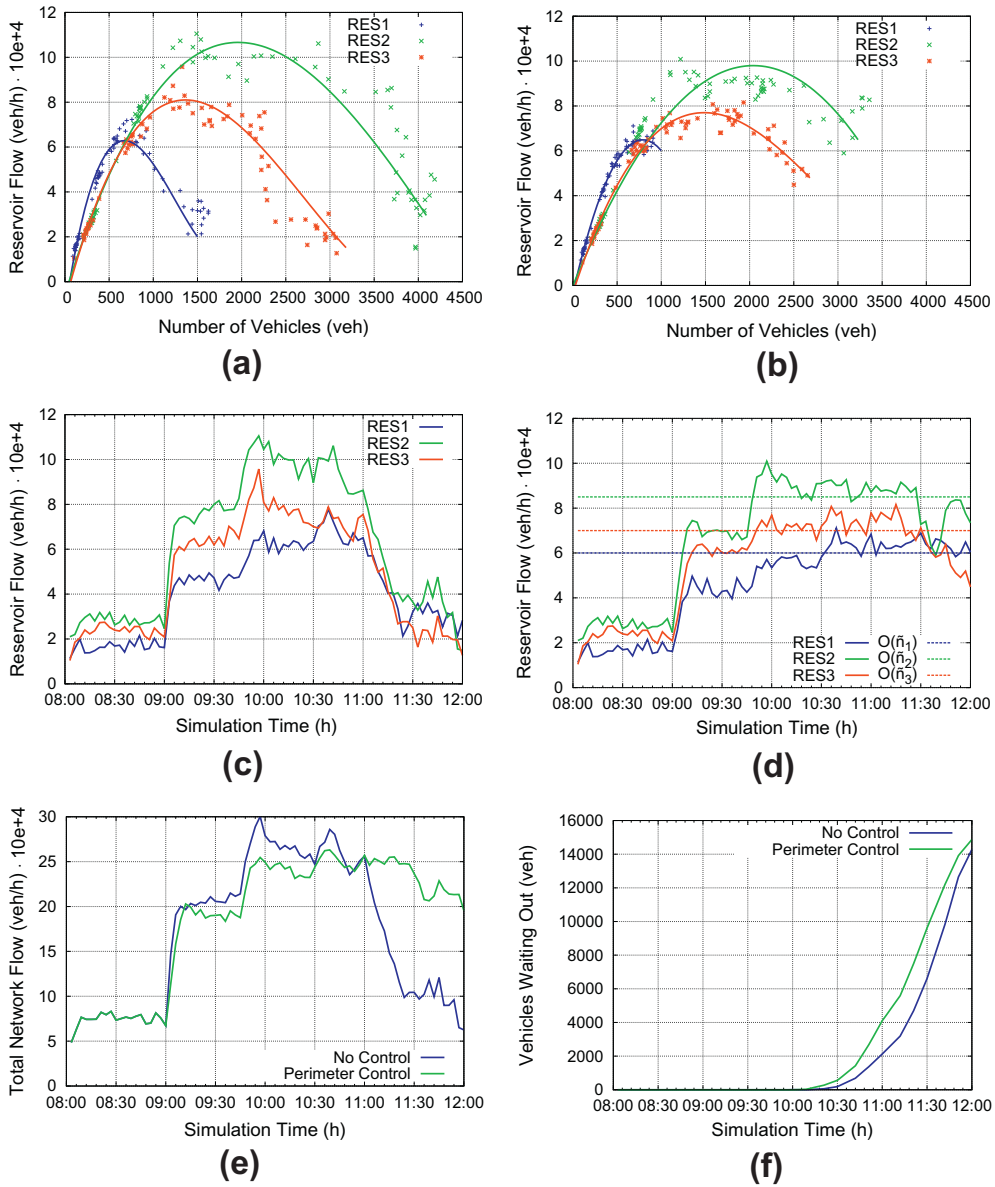 12
10
8
6
4
2
0
0 500 1000 1500 2000 2500 3000 3500 4000 4500
Reservoir Flow (veh/h) · 10e+4
Number of Vehicles (veh)
RES1
RES2
RES3
(a)
12
10
8
6
4
2
0
0 500 1000 1500 2000 2500 3000 3500 4000 4500
Reservoir Flow (veh/h) · 10e+4
Number of Vehicles (veh)
RES1
RES2
RES3
(b)
12
10
8
6
4
2
0
08:00 08:30 09:00 09:30 10:00 10:30 11:00 11:30 12:00
Reservoir Flow (veh/h) · 10e+4
Simulation Time (h)
RES1
RES2
RES3
(c)
12
10
8
6
4
2
0
08:00 08:30 09:00 09:30 10:00 10:30 11:00 11:30 12:00
Reservoir Flow (veh/h) · 10e+4
Simulation Time (h)
RES1 O(ñ1)
RES2 O(ñ2)
RES3 O(ñ3)
(d)
30
25
20
15
10
5
0
08:00 08:30 09:00 09:30 10:00 10:30 11:00 11:30 12:00
Total Network Flow (veh/h) · 10e+4
Simulation Time (h)
No Control
Perimeter Control
(e)
16000
14000
12000
10000
8000
6000
4000
2000
0
08:00 08:30 09:00 09:30 10:00 10:30 11:00 11:30 12:00
Vehicles Waiting Out (veh)
Simulation Time (h)
No Control
Perimeter Control
(f)